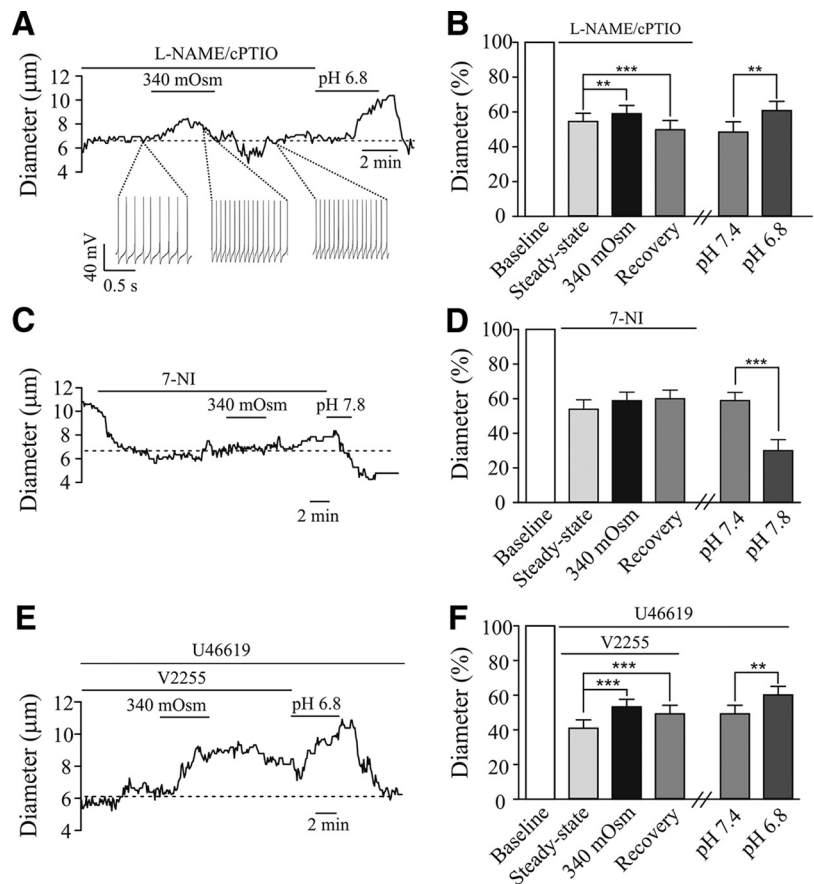 A
L-NAME/cPTIO
340 mOsm
pH 6.8
Diameter (μm)
12
10
8
6
4
2 min
40 mV
0.5 s
B
L-NAME/cPTIO
Diameter (%)
100
80
60
40
20
0
**
***
**
Baseline
Steady-state
340 mOsm
Recovery
pH 7.4
pH 6.8
C
7-NI
340 mOsm
pH 7.8
Diameter (μm)
12
10
8
6
4
2 min
D
7-NI
Diameter (%)
100
80
60
40
20
0
***
Baseline
Steady-state
340 mOsm
Recovery
pH 7.4
pH 7.8
E
U46619
V2255
340 mOsm
pH 6.8
Diameter (μm)
12
10
8
6
4
2 min
F
U46619
V2255
Diameter (%)
100
80
60
40
20
0
***
***
**
Baseline
Steady-state
340 mOsm
Recovery
pH 7.4
pH 6.8